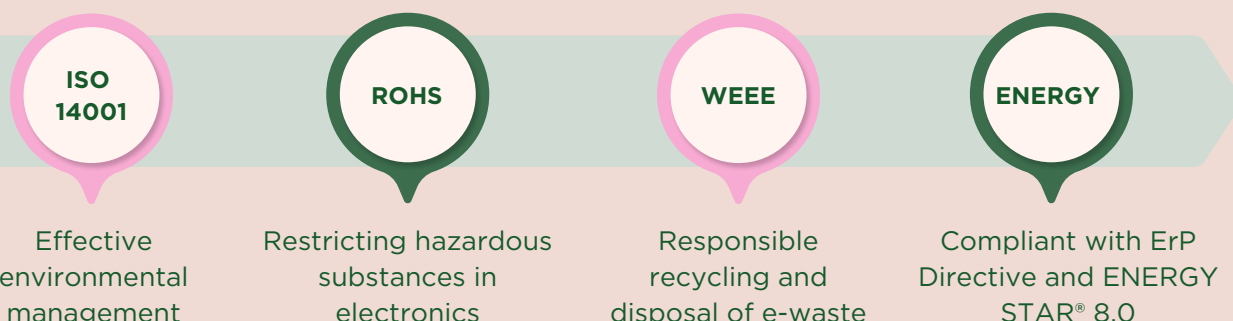 ISO
14001
Effective
environmental
management
ROHS
Restricting hazardous
substances in
electronics
WEEE
Responsible
recycling and
disposal of e-waste
ENERGY
Compliant with ErP
Directive and ENERGY
STAR® 8.0